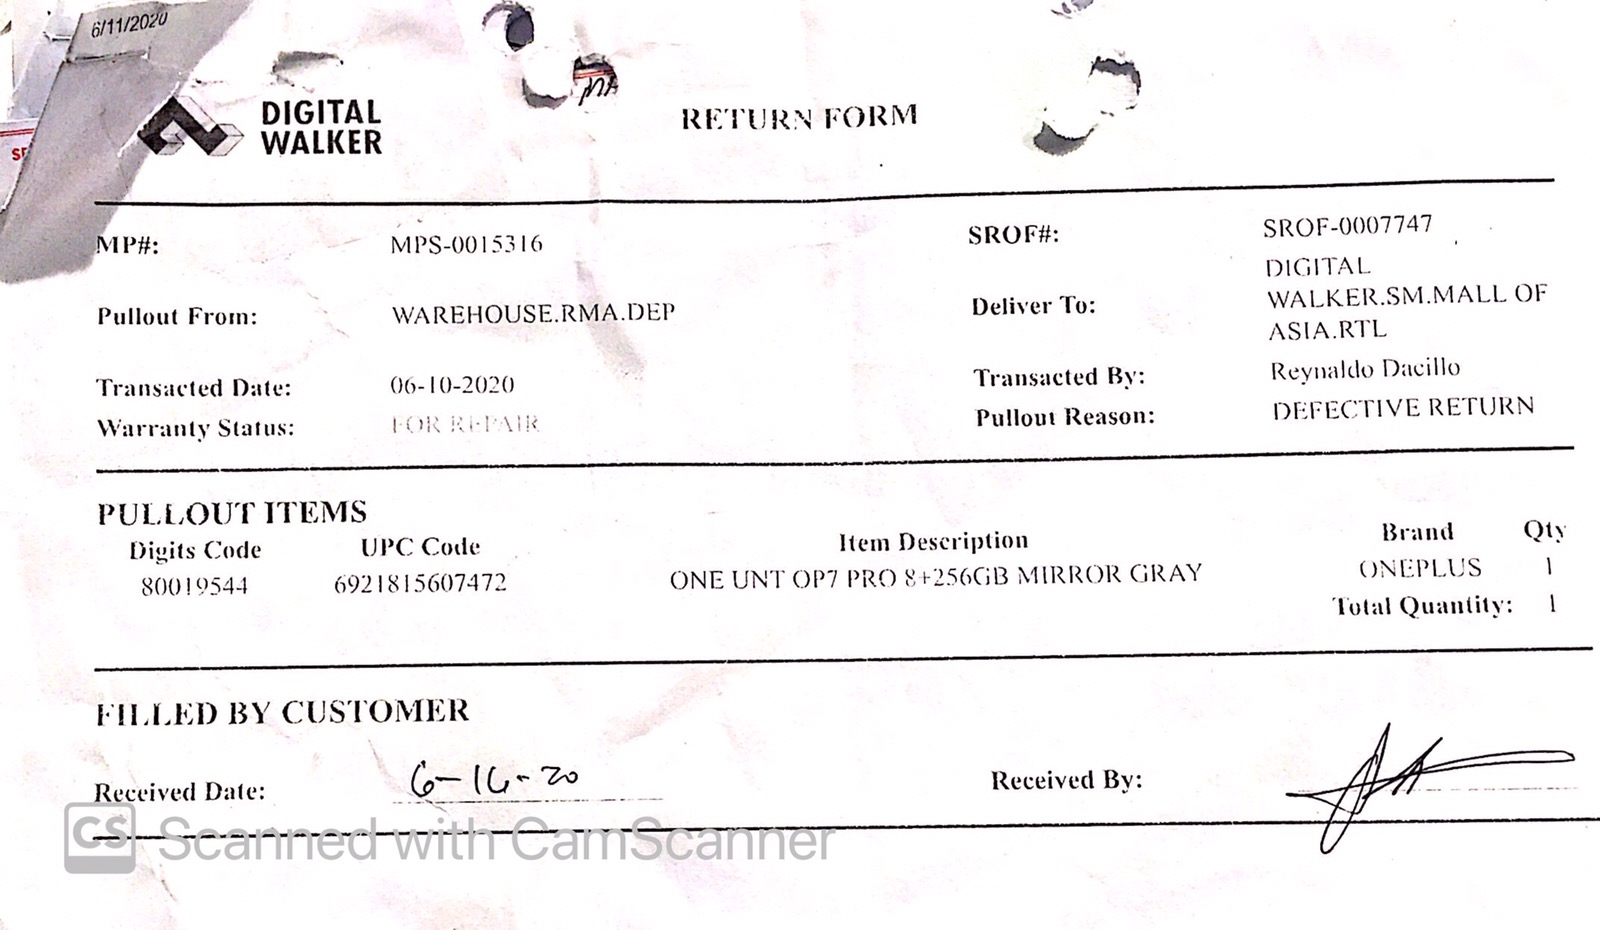 6/11/2020
DIGITAL
WALKER
RETURN FORM
MP#: MPS-0015316 SROF#: SROF-0007747
Pullout From: WAREHOUSE.RMA.DEP Deliver To: DIGITAL
WALKER.SM.MALL OF
ASIA.RTL
Transacted Date: 06-10-2020 Transacted By: Reynaldo Dacillo
Warranty Status: FOR REPAIR Pullout Reason: DEFECTIVE RETURN
PULLOUT ITEMS
Digits Code UPC Code Item Description Brand Qty
80019544 6921815607472 ONE UNT OP7 PRO 8+256GB MIRROR GRAY ONEPLUS 1
Total Quantity: 1
FILLED BY CUSTOMER
Received Date: 6-16-20 Received By:
CS Scanned with CamScanner